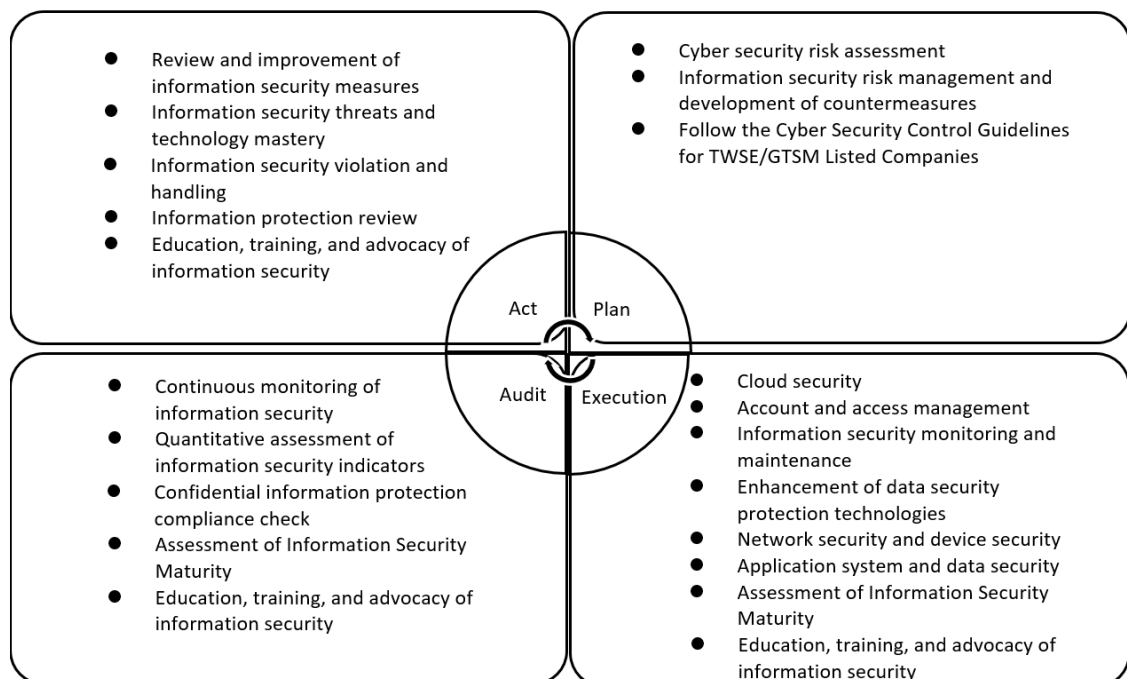 ● Review and improvement of
information security measures
● Information security threats and
technology mastery
● Information security violation and
handling
● Information protection review
● Education, training, and advocacy of
information security
● Cyber security risk assessment
● Information security risk management and
development of countermeasures
● Follow the Cyber Security Control Guidelines
for TWSE/GTSM Listed Companies
Act
Plan
Audit
Execution
● Continuous monitoring of
information security
● Quantitative assessment of
information security indicators
● Confidential information protection
compliance check
● Assessment of Information Security
Maturity
● Education, training, and advocacy of
information security
● Cloud security
● Account and access management
● Information security monitoring and
maintenance
● Enhancement of data security
protection technologies
● Network security and device security
● Application system and data security
● Assessment of Information Security
Maturity
● Education, training, and advocacy of
information security